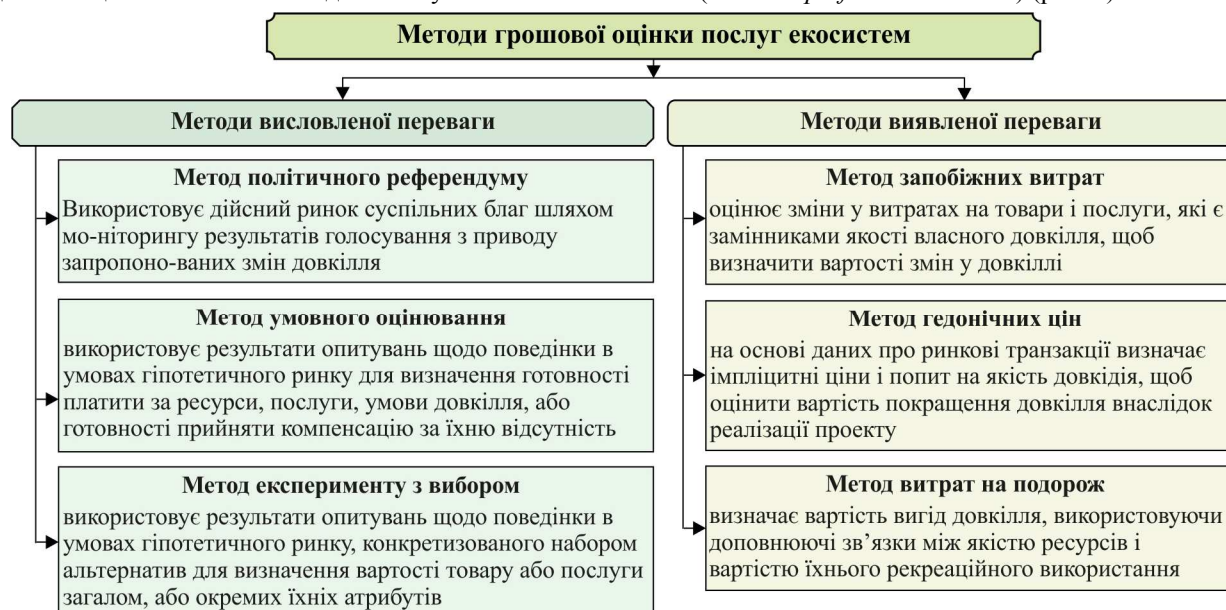 Методи грошової оцінки послуг екосистем
Методи висловленої переваги
Метод політичного референдуму
Використовує дійсний ринок суспільних благ шляхом
мо-ніторингу результатів голосування з приводу
запропоно-ваних змін довкілля
Метод умовного оцінювання
використовує результати опитувань щодо поведінки в
умовах гіпотетичного ринку для визначення готовності
платити за ресурси, послуги, умови довкілля, або
готовності прийняти компенсацію за їхню відсутність
Метод експерименту з вибором
використовує результати опитувань щодо поведінки в
умовах гіпотетичного ринку, конкретизованого набором
альтернатив для визначення вартості товару або послуги
загалом, або окремих їхніх атрибутів
Методи виявленої переваги
Метод запобіжних витрат
оцінює зміни у витратах на товари і послуги, які є
замінниками якості власного довкілля, щоб
визначити вартості змін у довкіллі
Метод гедонічних цін
на основі даних про ринкові транзакції визначає
імпліцитні ціни і попит на якість довкідія, щоб
оцінити вартість покращення довкілля внаслідок
реалізації проекту
Метод витрат на подорож
визначає вартість вигід довкілля, використовуючи
доповнюючі зв’язки між якістю ресурсів і
вартістю їхнього рекреаційного використання